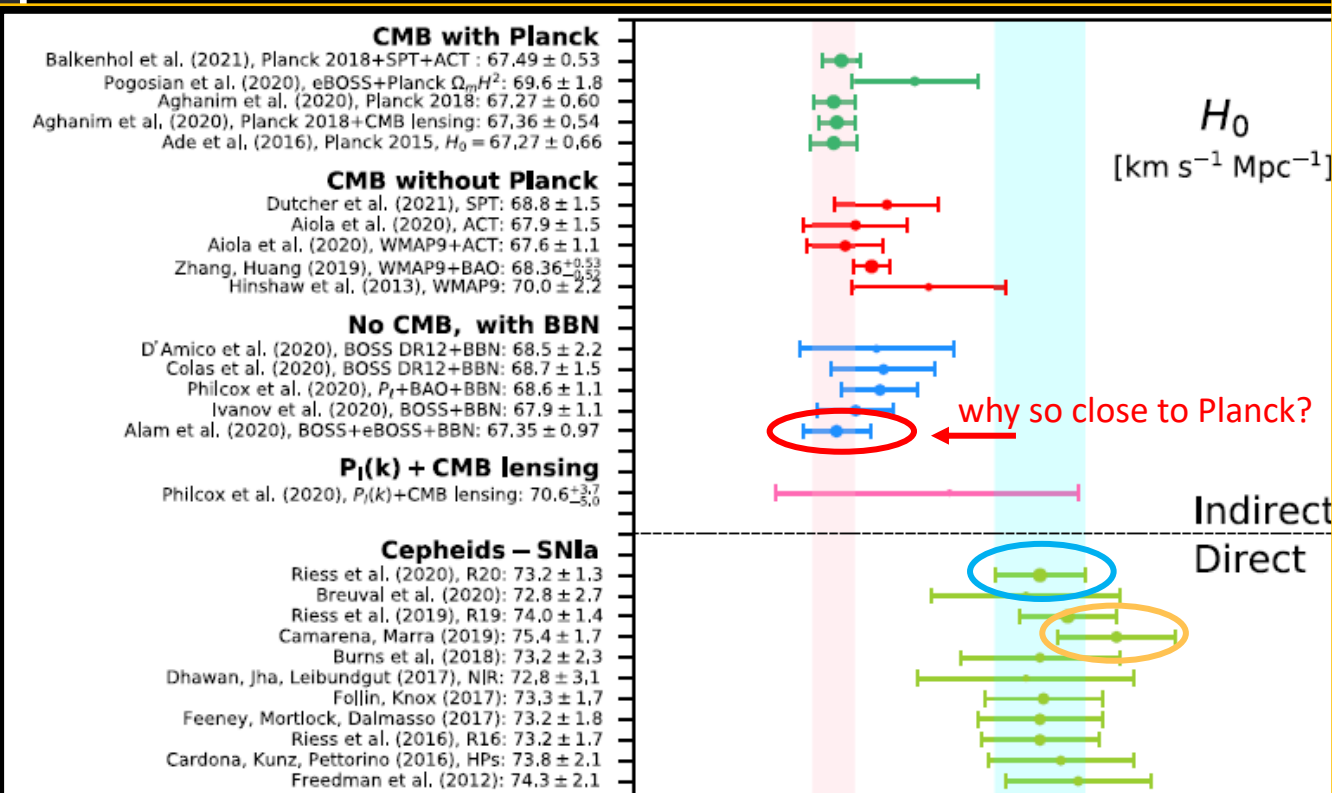 CMB with Planck
Balkenhol et al. (2021), Planck 2018+SPT+ACT : 67.49 ± 0.53
Pogosian et al. (2020), eBOSS+Planck ΩₘH²: 69.6 ± 1.8
Aghanim et al. (2020), Planck 2018: 67.27 ± 0.60
Aghanim et al. (2020), Planck 2018+CMB lensing: 67.36 ± 0.54
Ade et al. (2016), Planck 2015, H₀ = 67.27 ± 0.66
H₀
[km s⁻¹ Mpc⁻¹]
CMB without Planck
Dutcher et al. (2021), SPT: 68.8 ± 1.5
Aiola et al. (2020), ACT: 67.9 ± 1.5
Aiola et al. (2020), WMAP9+ACT: 67.6 ± 1.1
Zhang, Huang (2019), WMAP9+BAO: 68.36 +0.53 −0.52
Hinshaw et al. (2013), WMAP9: 70.0 ± 2.2
No CMB, with BBN
D'Amico et al. (2020), BOSS DR12+BBN: 68.5 ± 2.2
Colas et al. (2020), BOSS DR12+BBN: 68.7 ± 1.5
Philcox et al. (2020), Pₗ+BAO+BBN: 68.6 ± 1.1
Ivanov et al. (2020), BOSS+BBN: 67.9 ± 1.1
Alam et al. (2020), BOSS+eBOSS+BBN: 67.35 ± 0.97
why so close to Planck?
Pₗ(k) + CMB lensing
Philcox et al. (2020), Pₗ(k)+CMB lensing: 70.6 +3.7 −5.0
Indirect
Direct
Cepheids – SNIa
Riess et al. (2020), R20: 73.2 ± 1.3
Breuval et al. (2020): 72.8 ± 2.7
Riess et al. (2019), R19: 74.0 ± 1.4
Camarena, Marra (2019): 75.4 ± 1.7
Burns et al. (2018): 73.2 ± 2.3
Dhawan, Jha, Leibundgut (2017), NIR: 72.8 ± 3.1
Follin, Knox (2017): 73.3 ± 1.7
Feeney, Mortlock, Dalmasso (2017): 73.2 ± 1.8
Riess et al. (2016), R16: 73.2 ± 1.7
Cardona, Kunz, Pettorino (2016), HPs: 73.8 ± 2.1
Freedman et al. (2012): 74.3 ± 2.1